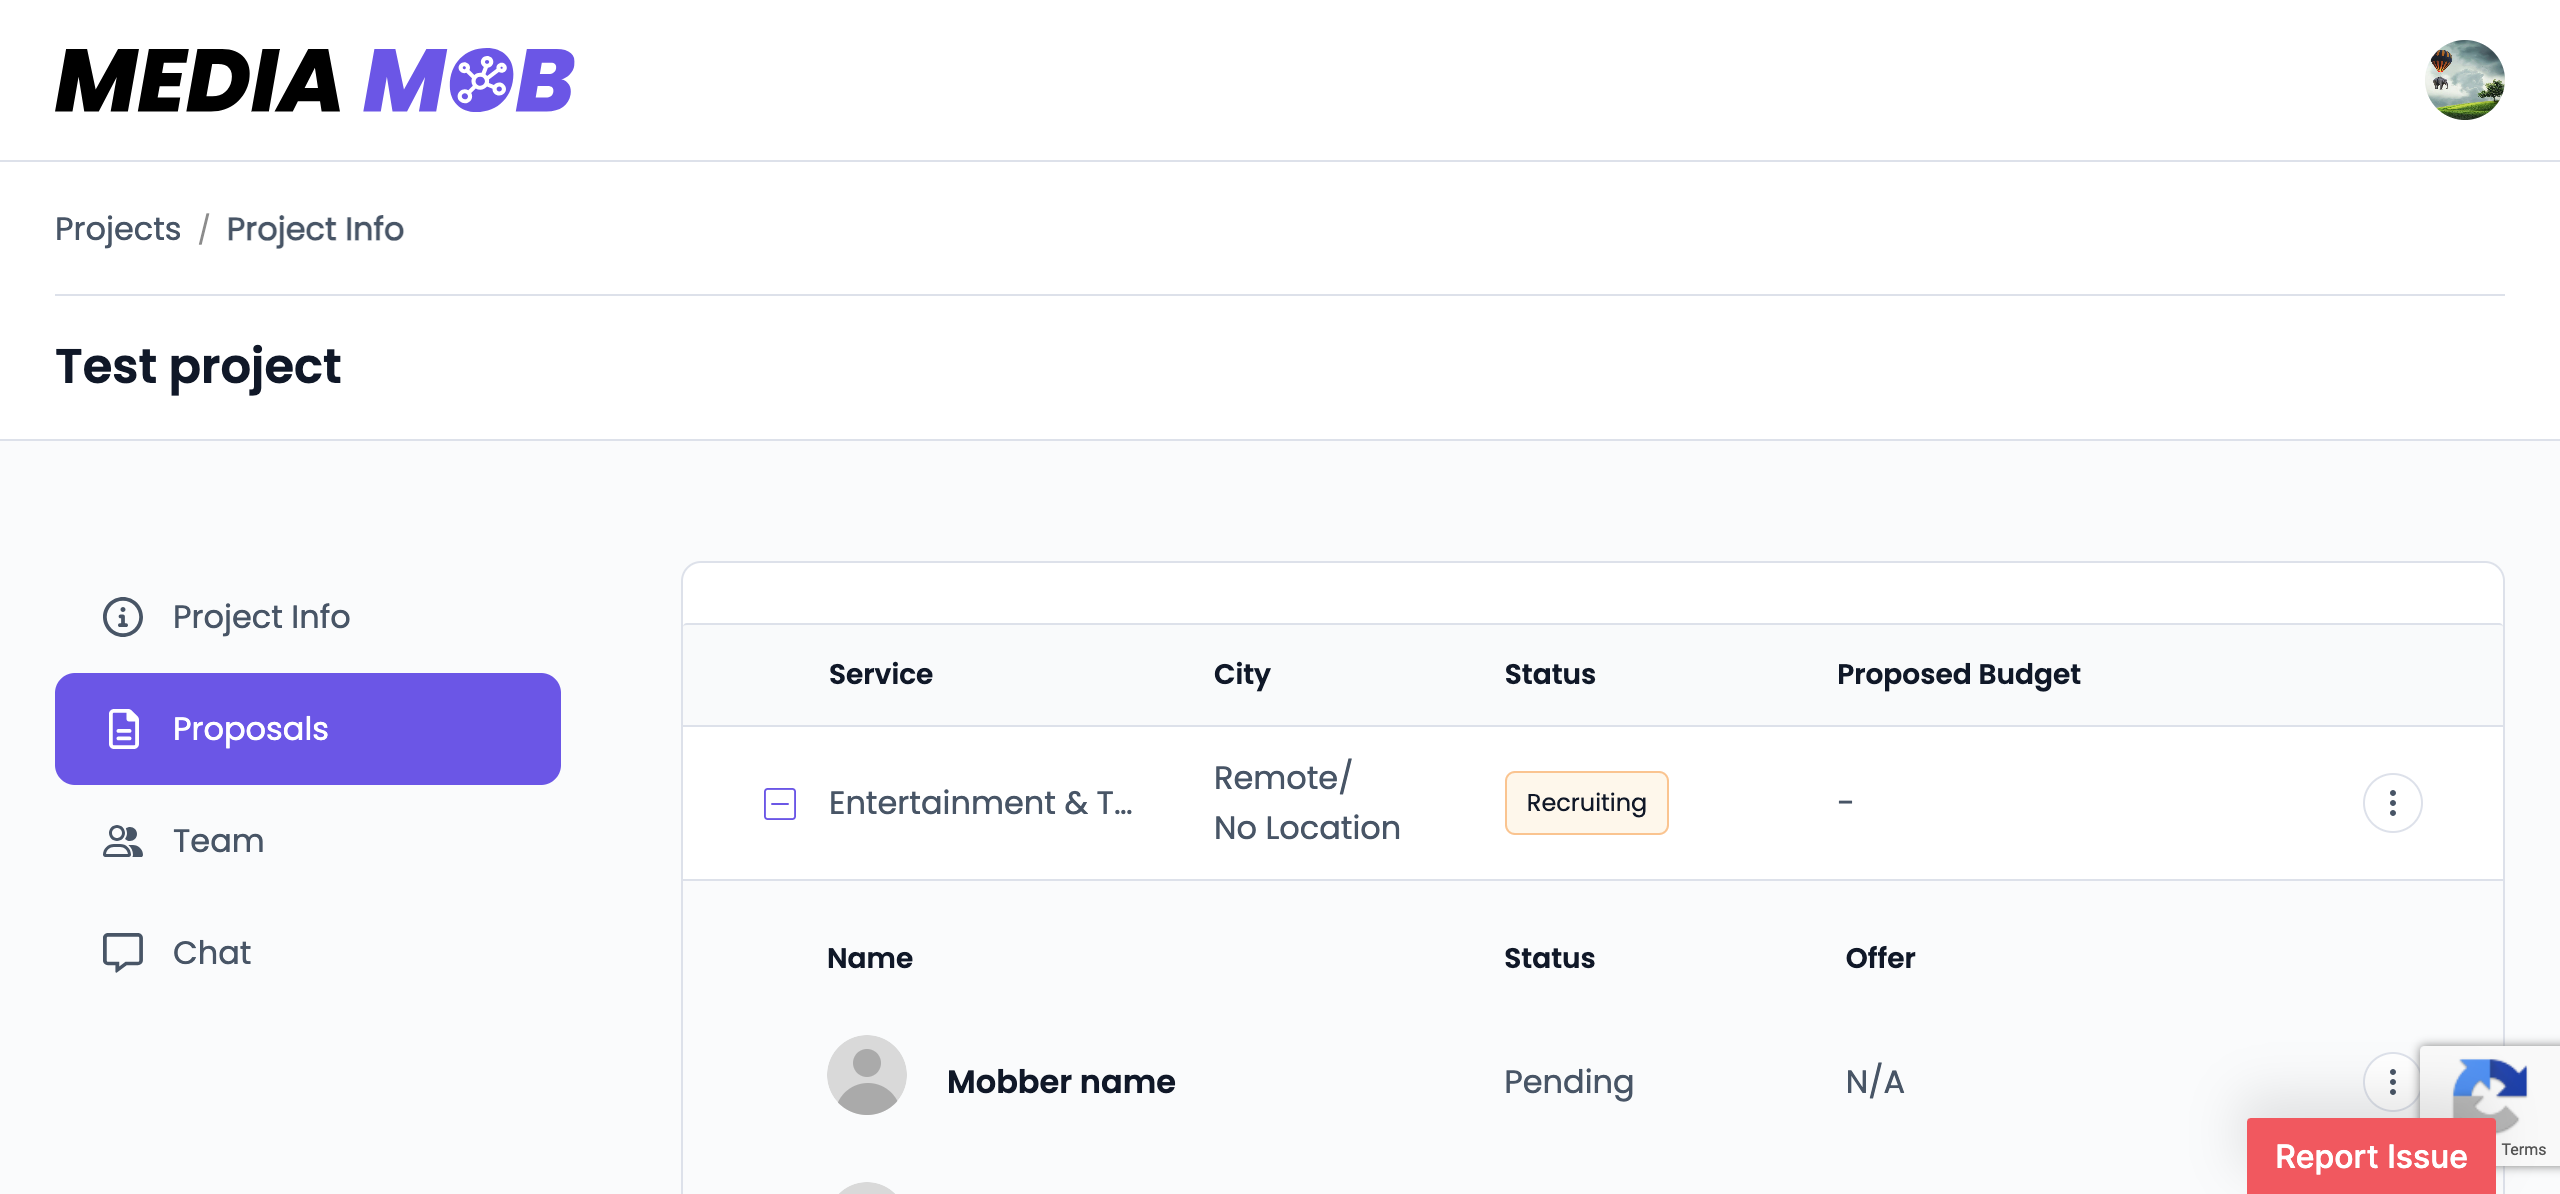 MEDIA MOB
Projects / Project Info
Test project
Project Info
Proposals
Team
Chat
Service City Status Proposed Budget
Entertainment & T... Remote/ Recruiting -
No Location
Name Status Offer
Mobber name Pending N/A
Report Issue
Terms